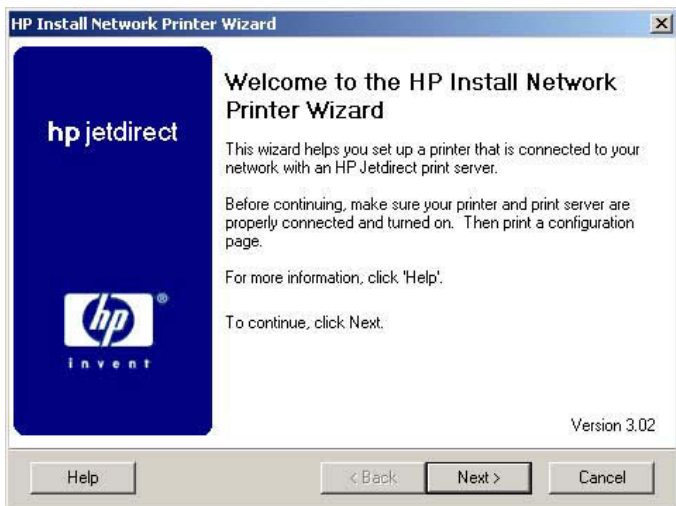 HP Install Network Printer Wizard
hp jetdirect
Welcome to the HP Install Network
Printer Wizard
This wizard helps you set up a printer that is connected to your
network with an HP Jetdirect print server.
Before continuing, make sure your printer and print server are
properly connected and turned on. Then print a configuration
page.
For more information, click 'Help'.
To continue, click Next.
hp®
invent
Version 3.02
Help
< Back
Next >
Cancel